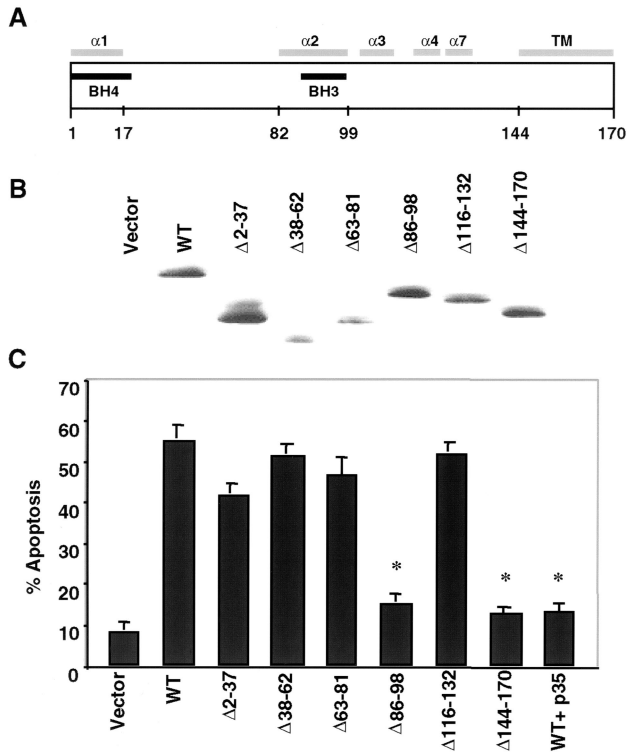 A
α1 α2 α3 α4 α7 TM
BH4 BH3
1 17 82 99 144 170
B
Vector
WT
Δ2-37
Δ38-62
Δ63-81
Δ86-98
Δ116-132
Δ144-170
C
% Apoptosis
70
60
50
40
30
20
10
0
*
*
*
Vector
WT
Δ2-37
Δ38-62
Δ63-81
Δ86-98
Δ116-132
Δ144-170
WT+ p35